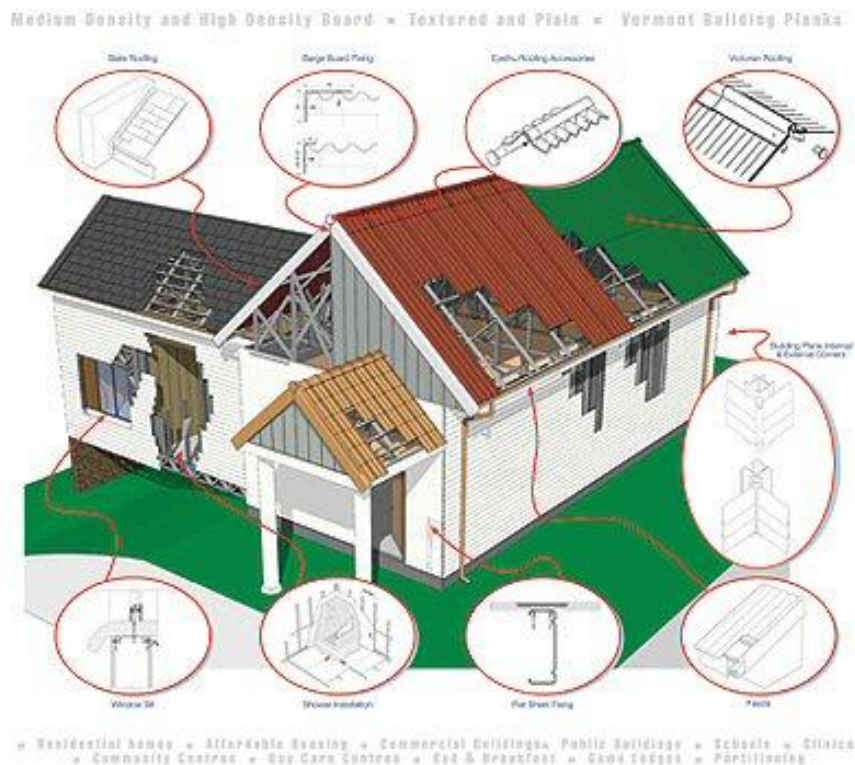 Medium Density and High Density Board • Textured and Plain • Vermont Building Planks
Slate Roofing
Barge Board Fixing
Roofing Accessories
Victorian Roofing
Building Plank Internal
& External Corners
Window Sill
Shower Installation
Flat Sheet Fixing
Fascia
• Residential homes • Affordable Housing • Commercial Buildings • Public Buildings • Schools • Clinics
• Community Centres • Day Care Centres • Bed & Breakfast • Game Lodges • Partitioning